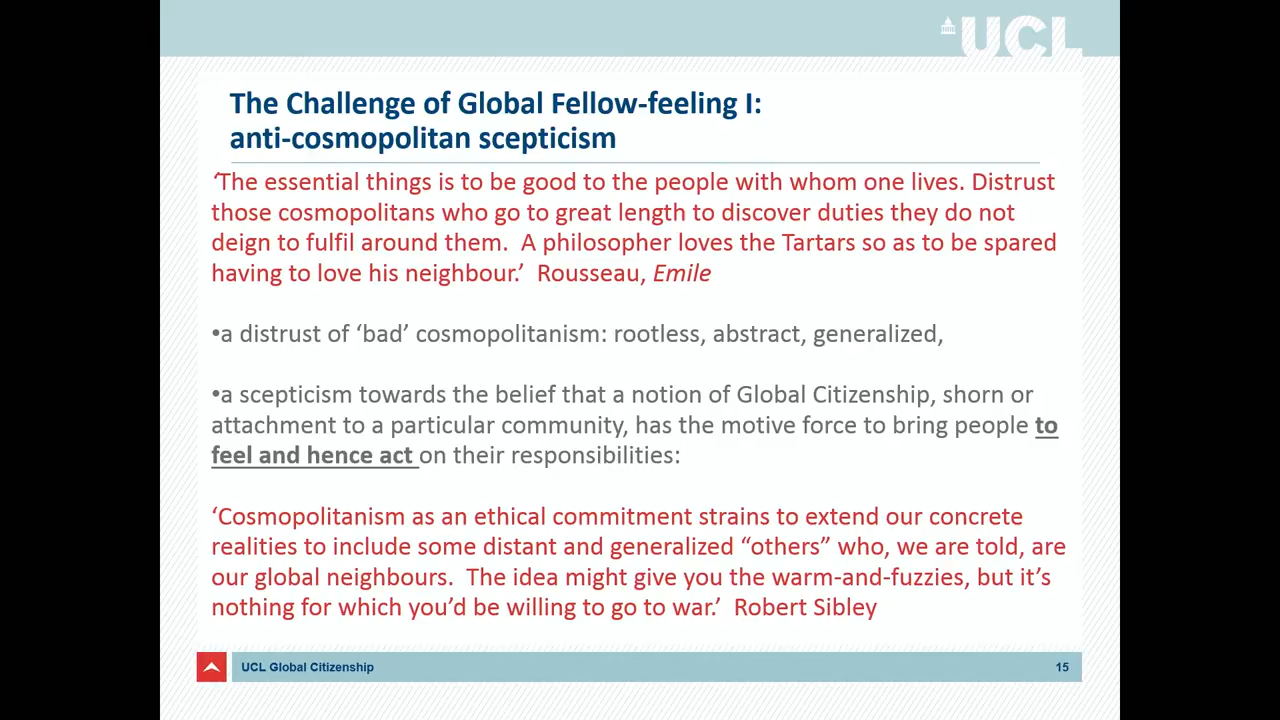 UCL
The Challenge of Global Fellow-feeling I:
anti-cosmopolitan scepticism
‘The essential things is to be good to the people with whom one lives. Distrust
those cosmopolitans who go to great length to discover duties they do not
deign to fulfil around them.  A philosopher loves the Tartars so as to be spared
having to love his neighbour.’  Rousseau, Emile
•a distrust of ‘bad’ cosmopolitanism: rootless, abstract, generalized,
•a scepticism towards the belief that a notion of Global Citizenship, shorn or
attachment to a particular community, has the motive force to bring people to
feel and hence act on their responsibilities:
‘Cosmopolitanism as an ethical commitment strains to extend our concrete
realities to include some distant and generalized “others” who, we are told, are
our global neighbours.  The idea might give you the warm-and-fuzzies, but it’s
nothing for which you’d be willing to go to war.’  Robert Sibley
UCL Global Citizenship
15